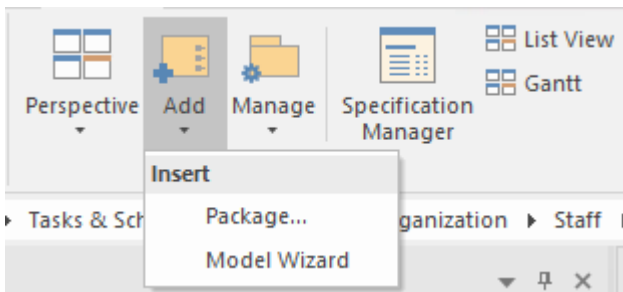 List View
Gantt
Perspective Add Manage Specification Manager
Insert
Package...
Model Wizard
Tasks & Sch ganization Staff